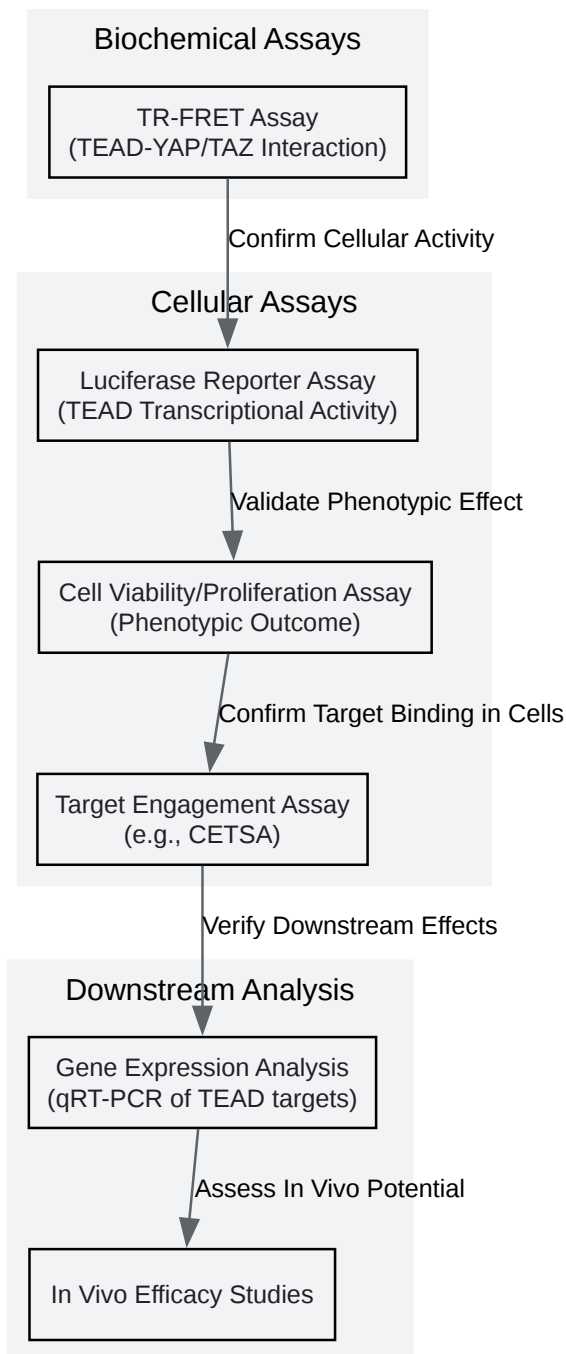 Biochemical Assays
TR-FRET Assay
(TEAD-YAP/TAZ Interaction)
Confirm Cellular Activity
Cellular Assays
Luciferase Reporter Assay
(TEAD Transcriptional Activity)
Validate Phenotypic Effect
Cell Viability/Proliferation Assay
(Phenotypic Outcome)
Confirm Target Binding in Cells
Target Engagement Assay
(e.g., CETSA)
Verify Downstream Effects
Downstream Analysis
Gene Expression Analysis
(qRT-PCR of TEAD targets)
Assess In Vivo Potential
In Vivo Efficacy Studies